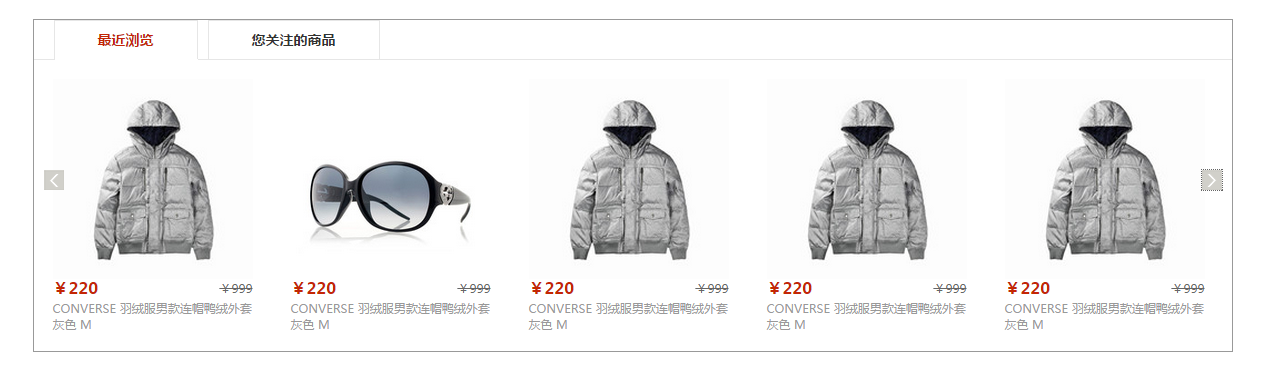 最近浏览 您关注的商品
¥220 ¥999 ¥220 ¥999 ¥220 ¥999 ¥220 ¥999 ¥220 ¥999
CONVERSE 羽绒服男款连帽鸭绒外套 CONVERSE 羽绒服男款连帽鸭绒外套 CONVERSE 羽绒服男款连帽鸭绒外套 CONVERSE 羽绒服男款连帽鸭绒外套 CONVERSE 羽绒服男款连帽鸭绒外套
灰色 M 灰色 M 灰色 M 灰色 M 灰色 M